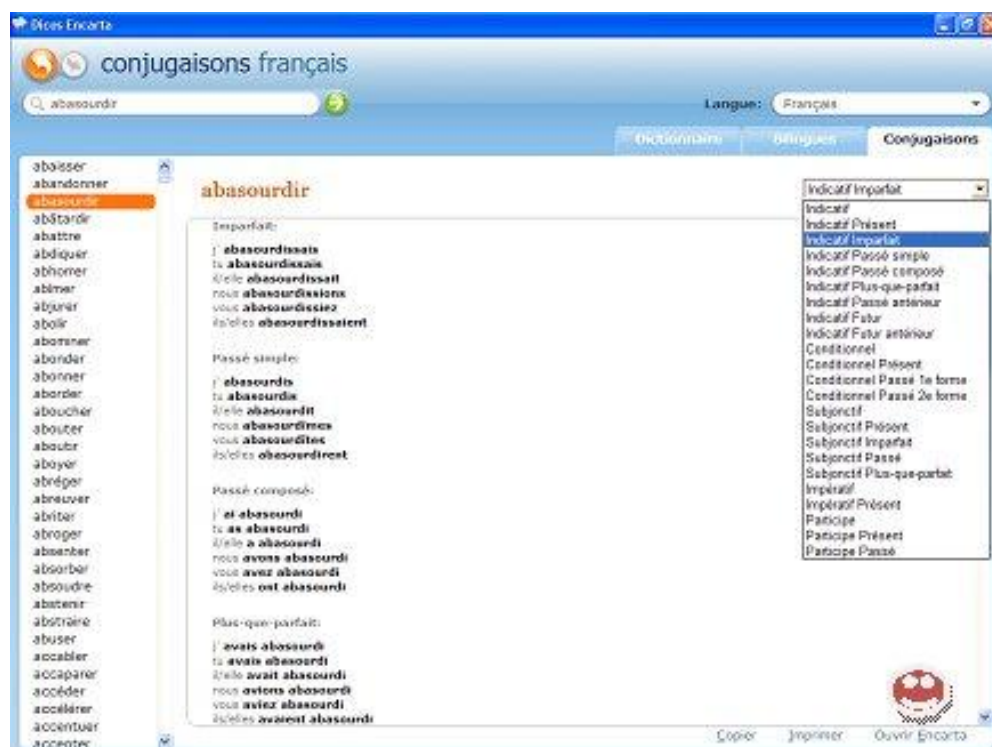 Dicos Encarta
conjugaisons français
abasourdir
Langue: Français
Dictionnaire Bilingues Conjugaisons
abaisser
abandonner
abasourdir
abâtardir
abattre
abdiquer
abhorrer
abîmer
abjurer
abolir
abominer
abonder
abonner
aborder
aboucher
abouter
aboutir
aboyer
abréger
abreuver
abriter
abroger
absenter
absorber
absoudre
abstenir
abstraire
abuser
accabler
accaparer
accéder
accélérer
accentuer
accepter
abasourdir
Imparfait:
j' abasourdissais
tu abasourdissais
il/elle abasourdissait
nous abasourdissions
vous abasourdissiez
ils/elles abasourdissaient
Passé simple:
j' abasourdis
tu abasourdis
il/elle abasourdit
nous abasourdîmes
vous abasourdîtes
ils/elles abasourdirent
Passé composé:
j' ai abasourdi
tu as abasourdi
il/elle a abasourdi
nous avons abasourdi
vous avez abasourdi
ils/elles ont abasourdi
Plus-que-parfait:
j' avais abasourdi
tu avais abasourdi
il/elle avait abasourdi
nous avions abasourdi
vous aviez abasourdi
ils/elles avaient abasourdi
Indicatif Imparfait
Indicatif
Indicatif Présent
Indicatif Imparfait
Indicatif Passé simple
Indicatif Passé composé
Indicatif Plus-que-parfait
Indicatif Passé antérieur
Indicatif Futur
Indicatif Futur antérieur
Conditionnel
Conditionnel Présent
Conditionnel Passé 1e forme
Conditionnel Passé 2e forme
Subjonctif
Subjonctif Présent
Subjonctif Imparfait
Subjonctif Passé
Subjonctif Plus-que-parfait
Impératif
Impératif Présent
Participe
Participe Présent
Participe Passé
Copier Imprimer Ouvrir Encarta